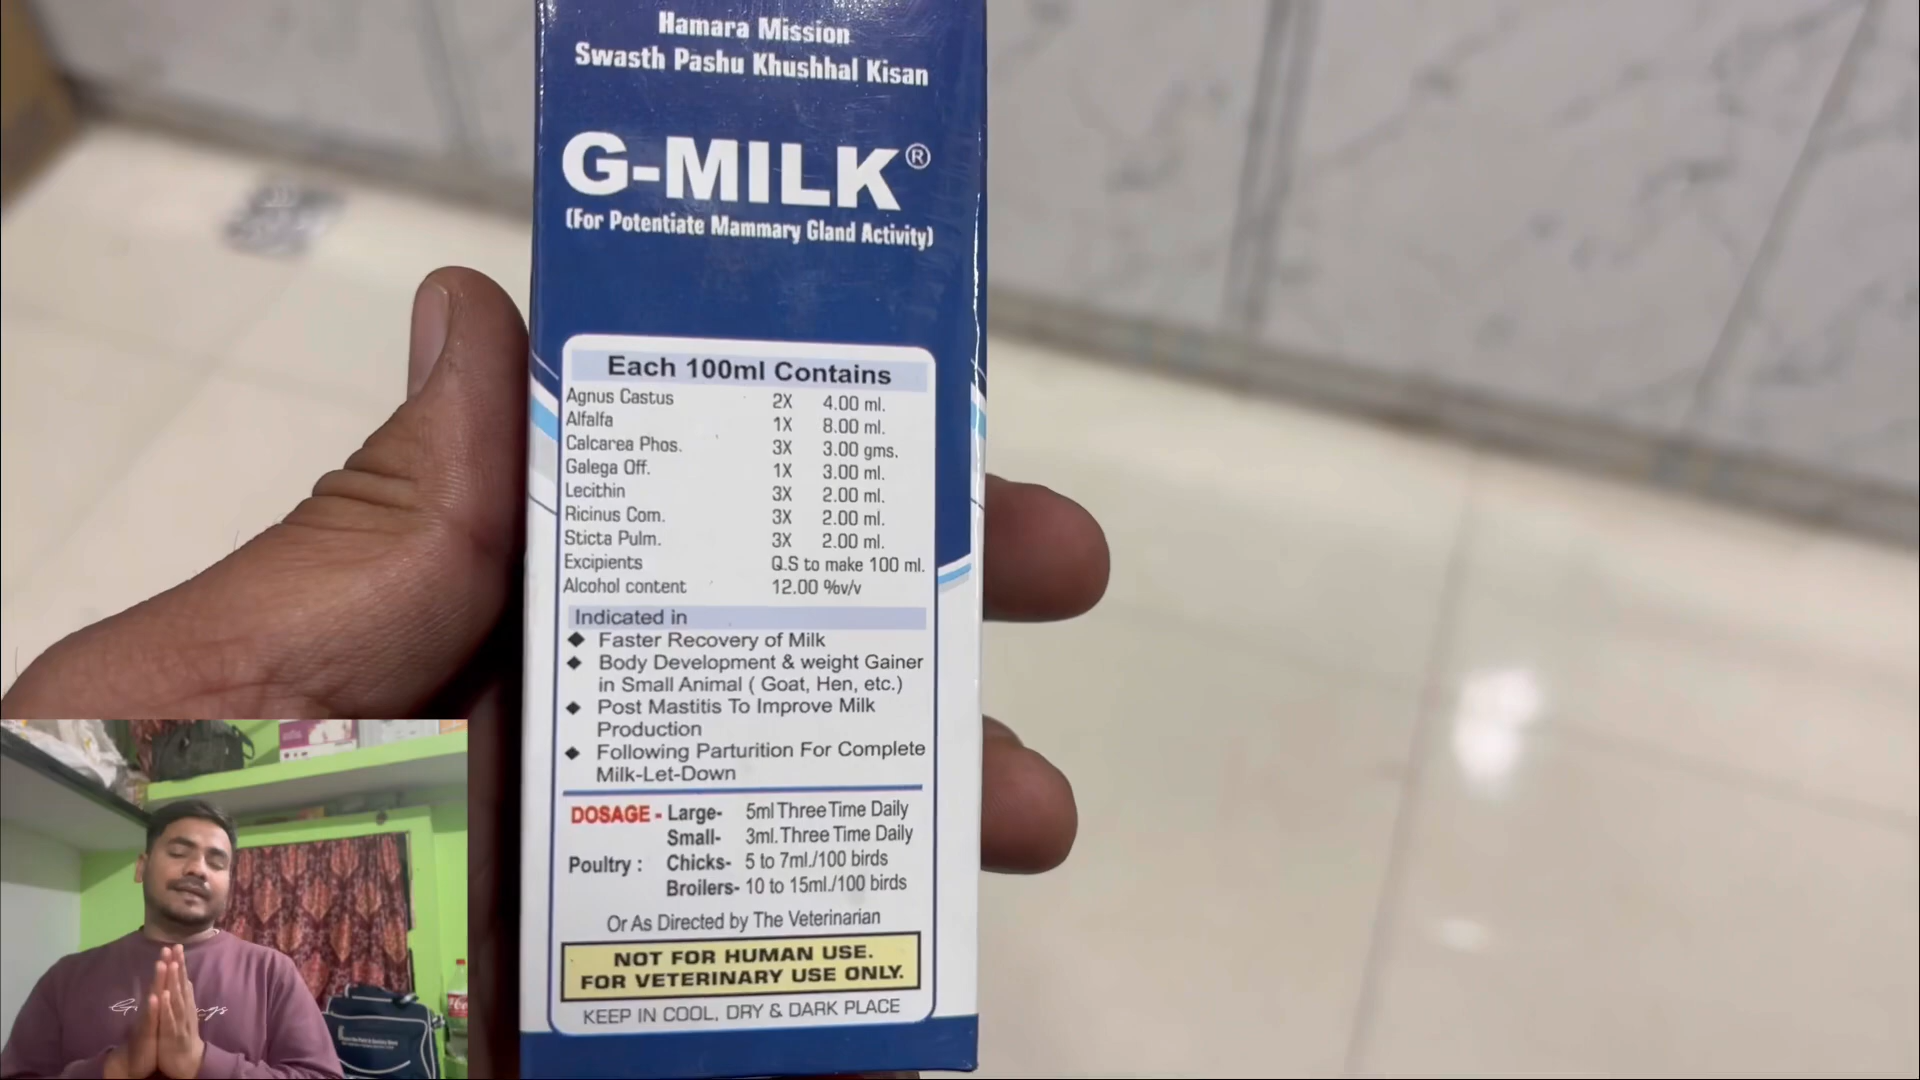 Hamara Mission
Swasth Pashu Khushhal Kisan
G-MILK®
(For Potentiate Mammary Gland Activity)
Each 100ml Contains
Agnus Castus 2X 4.00 ml.
Alfalfa 1X 8.00 ml.
Calcarea Phos. 3X 3.00 gms.
Galega Off. 1X 3.00 ml.
Lecithin 3X 2.00 ml.
Ricinus Com. 3X 2.00 ml.
Sticta Pulm. 3X 2.00 ml.
Excipients Q.S to make 100 ml.
Alcohol content 12.00 %v/v
Indicated in
◆ Faster Recovery of Milk
◆ Body Development & weight Gainer
in Small Animal ( Goat, Hen, etc.)
◆ Post Mastitis To Improve Milk
Production
◆ Following Parturition For Complete
Milk-Let-Down
DOSAGE - Large- 5ml Three Time Daily
Small- 3ml. Three Time Daily
Poultry : Chicks- 5 to 7ml./100 birds
Broilers- 10 to 15ml./100 birds
Or As Directed by The Veterinarian
NOT FOR HUMAN USE.
FOR VETERINARY USE ONLY.
KEEP IN COOL, DRY & DARK PLACE